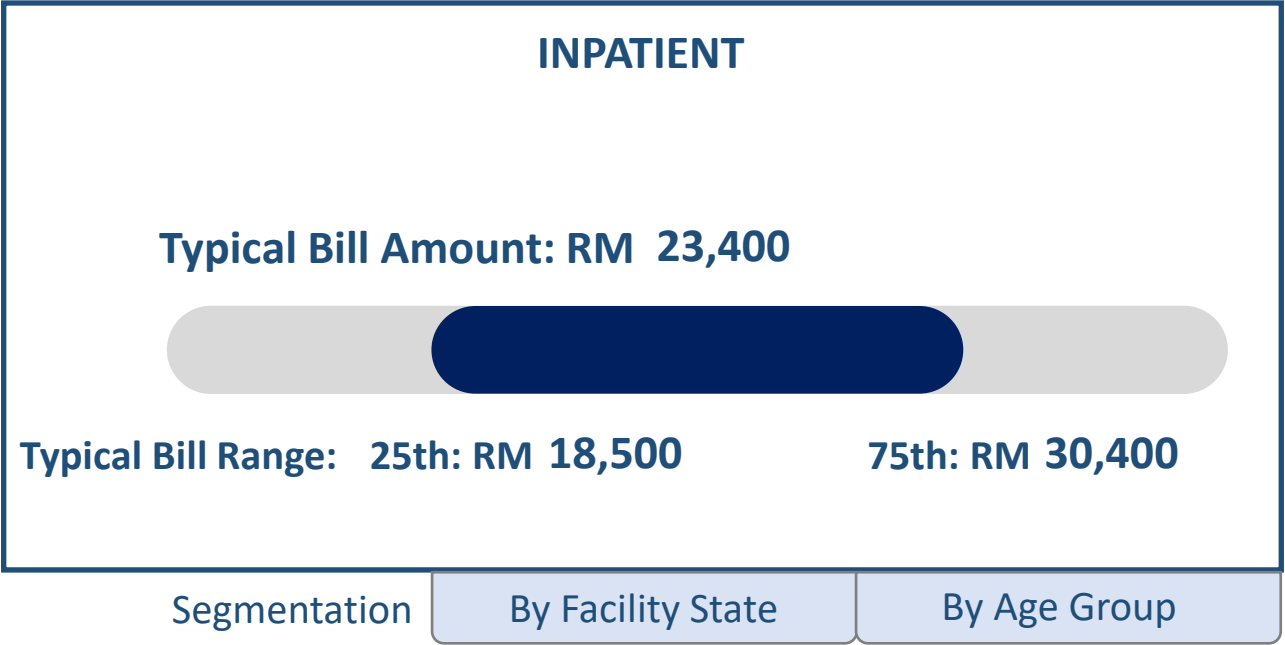 INPATIENT
Typical Bill Amount: RM 23,400
Typical Bill Range: 25th: RM 18,500 75th: RM 30,400
Segmentation By Facility State By Age Group